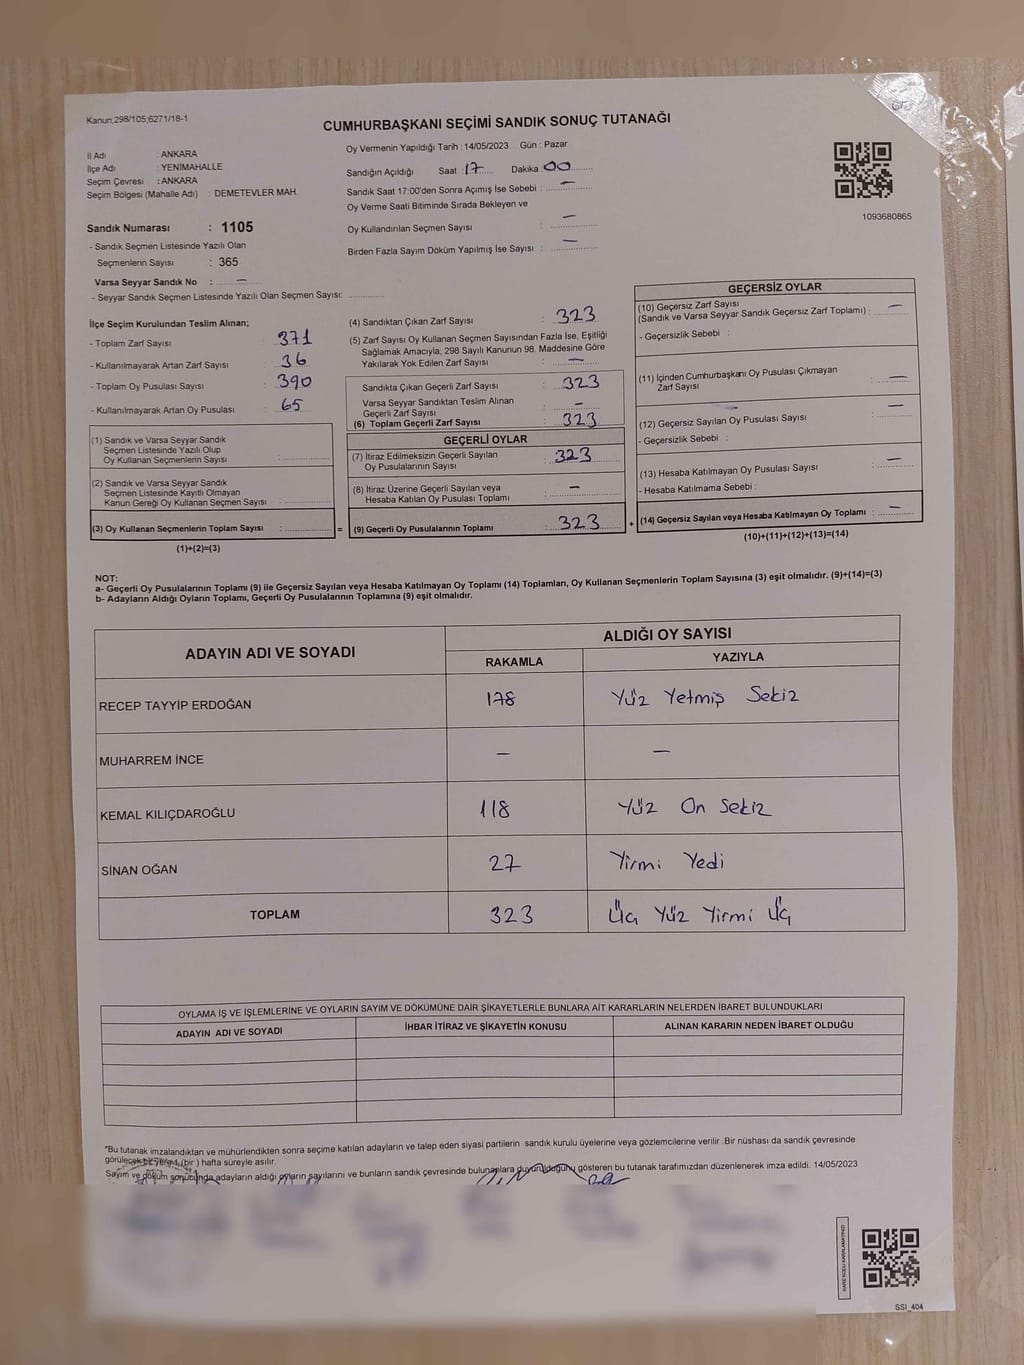 Kanun;298/105;6271/18-1
CUMHURBAŞKANI SEÇİMİ SANDIK SONUÇ TUTANAĞI
İl Adı : ANKARA
İlçe Adı : YENİMAHALLE
Seçim Çevresi : ANKARA
Seçim Bölgesi (Mahalle Adı) : DEMETEVLER MAH.
Oy Vermenin Yapıldığı Tarih :14/05/2023 Gün : Pazar
Sandığın Açıldığı Saat 17 Dakika 00
Sandık Saat 17:00'den Sonra Açımış İse Sebebi : —
Oy Verme Saati Bitiminde Sırada Bekleyen ve
Oy Kullandırılan Seçmen Sayısı : —
Birden Fazla Sayım Döküm Yapılmış İse Sayısı : —
1093680865
Sandık Numarası : 1105
- Sandık Seçmen Listesinde Yazılı Olan
Seçmenlerin Sayısı : 365
Varsa Seyyar Sandık No : —
- Seyyar Sandık Seçmen Listesinde Yazılı Olan Seçmen Sayısı:
İlçe Seçim Kurulundan Teslim Alınan;
- Toplam Zarf Sayısı : 371
- Kullanılmayarak Artan Zarf Sayısı : 36
- Toplam Oy Pusulası Sayısı : 390
- Kullanılmayarak Artan Oy Pusulası : 65
(1) Sandık ve Varsa Seyyar Sandık
Seçmen Listesinde Yazılı Olup
Oy Kullanan Seçmenlerin Sayısı :
(2) Sandık ve Varsa Seyyar Sandık
Seçmen Listesinde Kayıtlı Olmayan
Kanun Gereği Oy Kullanan Seçmen Sayısı :
(3) Oy Kullanan Seçmenlerin Toplam Sayısı : =
(1)+(2)=(3)
(4) Sandıktan Çıkan Zarf Sayısı : 323
(5) Zarf Sayısı Oy Kullanan Seçmen Sayısından Fazla İse, Eşitliği
Sağlamak Amacıyla; 298 Sayılı Kanunun 98. Maddesine Göre
Yakılarak Yok Edilen Zarf Sayısı : —
Sandıkta Çıkan Geçerli Zarf Sayısı : 323
Varsa Seyyar Sandıktan Teslim Alınan
Geçerli Zarf Sayısı : —
(6) Toplam Geçerli Zarf Sayısı : 323
GEÇERLİ OYLAR
(7) İtiraz Edilmeksizin Geçerli Sayılan
Oy Pusulalarının Sayısı : 323
(8) İtiraz Üzerine Geçerli Sayılan veya
Hesaba Katılan Oy Pusulası Toplamı : —
(9) Geçerli Oy Pusulalarının Toplamı : 323 +
GEÇERSİZ OYLAR
(10) Geçersiz Zarf Sayısı
(Sandık ve Varsa Seyyar Sandık Geçersiz Zarf Toplamı) : —
- Geçersizlik Sebebi :
(11) İçinden Cumhurbaşkanı Oy Pusulası Çıkmayan
Zarf Sayısı : —
(12) Geçersiz Sayılan Oy Pusulası Sayısı : —
- Geçersizlik Sebebi :
(13) Hesaba Katılmayan Oy Pusulası Sayısı : —
- Hesaba Katılmama Sebebi :
(14) Geçersiz Sayılan veya Hesaba Katılmayan Oy Toplamı : —
(10)+(11)+(12)+(13)=(14)
NOT:
a- Geçerli Oy Pusulalarının Toplamı (9) ile Geçersiz Sayılan veya Hesaba Katılmayan Oy Toplamı (14) Toplamları, Oy Kullanan Seçmenlerin Toplam Sayısına (3) eşit olmalıdır. (9)+(14)=(3)
b- Adayların Aldığı Oyların Toplamı, Geçerli Oy Pusulalarının Toplamına (9) eşit olmalıdır.
ADAYIN ADI VE SOYADI
ALDIĞI OY SAYISI
RAKAMLA YAZIYLA
RECEP TAYYİP ERDOĞAN 178 Yüz Yetmiş Sekiz
MUHARREM İNCE — —
KEMAL KILIÇDAROĞLU 118 Yüz On Sekiz
SİNAN OĞAN 27 Yirmi Yedi
TOPLAM 323 Üç Yüz Yirmi Üç
OYLAMA İŞ VE İŞLEMLERİNE VE OYLARIN SAYIM VE DÖKÜMÜNE DAİR ŞİKAYETLERLE BUNLARA AİT KARARLARIN NELERDEN İBARET BULUNDUKLARI
ADAYIN ADI VE SOYADI İHBAR İTİRAZ VE ŞİKAYETİN KONUSU ALINAN KARARIN NEDEN İBARET OLDUĞU
*Bu tutanak imzalandıktan ve mühürlendikten sonra seçime katılan adayların ve talep eden siyasi partilerin sandık kurulu üyelerine veya gözlemcilerine verilir .Bir nüshası da sandık çevresinde
görülecek bir yere 1 (bir ) hafta süreyle asılır.
Sayım ve döküm sonucunda adayların aldığı oyların sayılarını ve bunların sandık çevresinde bulunanlara duyurulduğunu gösteren bu tutanak tarafımızdan düzenlenerek imza edildi. 14/05/2023
KARE KODU KARALAMAYINIZ!
SSI_404